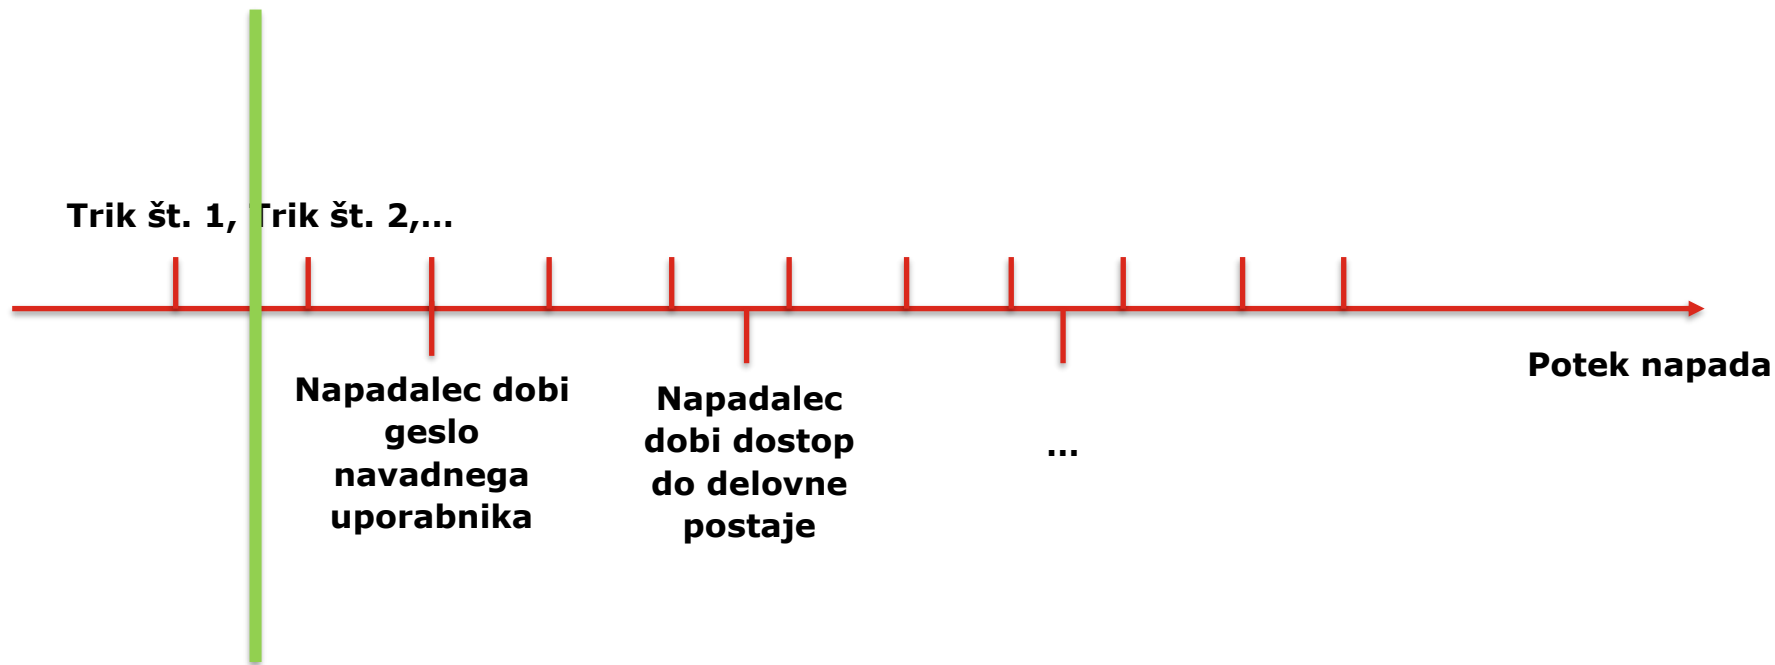 Trik št. 1, Trik št. 2,...
Potek napada
Napadalec dobi
geslo
navadnega
uporabnika
Napadalec
dobi dostop
do delovne
postaje
...